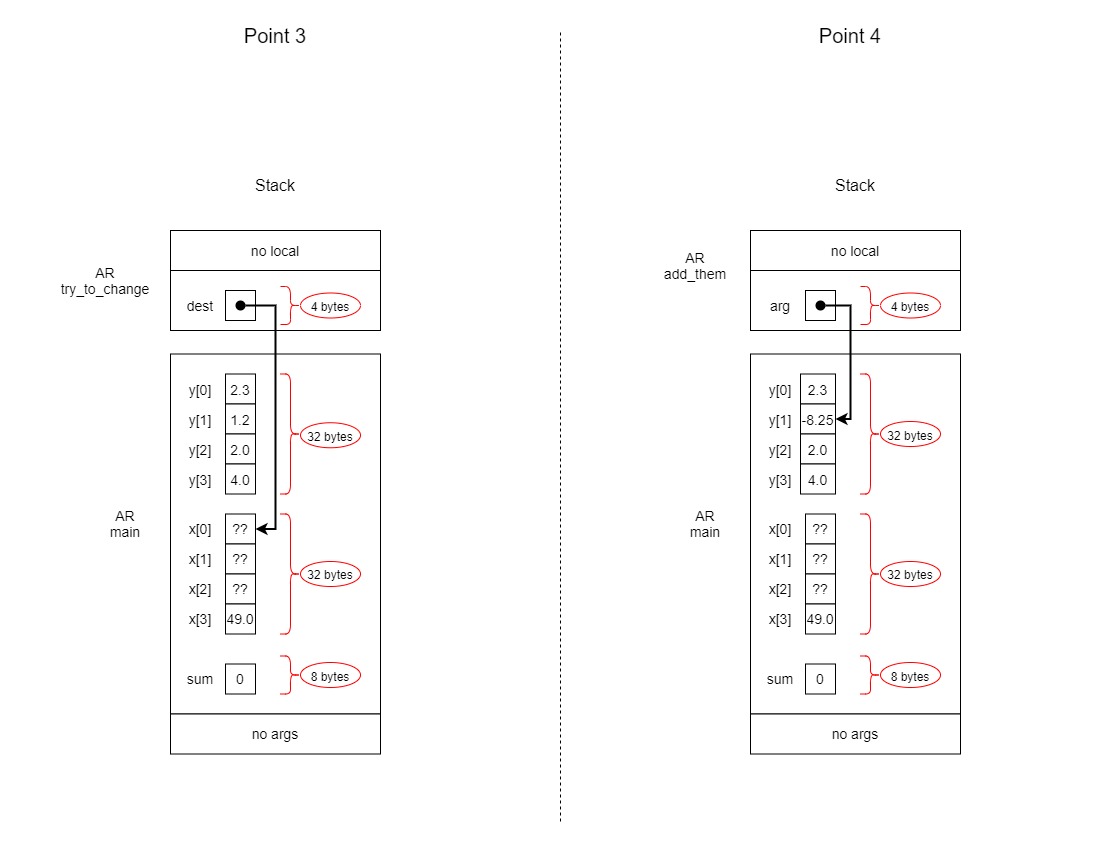 Point 3
Stack
no local
AR
try_to_change
dest
4 bytes
y[0] 2.3
y[1] 1.2
y[2] 2.0
y[3] 4.0
32 bytes
AR
main
x[0] ??
x[1] ??
x[2] ??
x[3] 49.0
32 bytes
sum 0
8 bytes
no args
Point 4
Stack
no local
AR
add_them
arg
4 bytes
y[0] 2.3
y[1] -8.25
y[2] 2.0
y[3] 4.0
32 bytes
AR
main
x[0] ??
x[1] ??
x[2] ??
x[3] 49.0
32 bytes
sum 0
8 bytes
no args